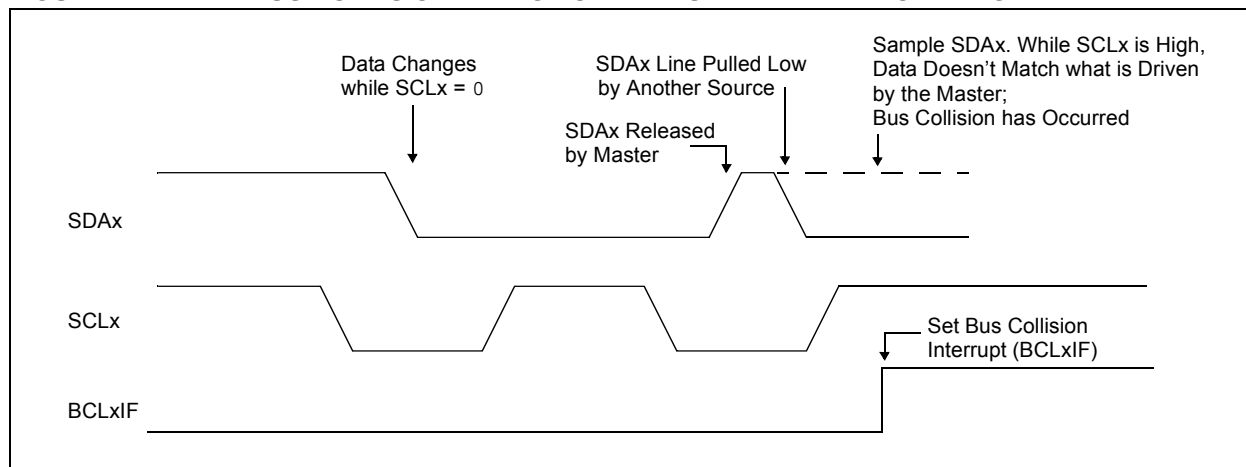 Data Changes
while SCLx = 0
SDAx Line Pulled Low
by Another Source
Sample SDAx. While SCLx is High,
Data Doesn’t Match what is Driven
by the Master;
Bus Collision has Occurred
SDAx Released
by Master
SDAx
SCLx
Set Bus Collision
Interrupt (BCLxIF)
BCLxIF